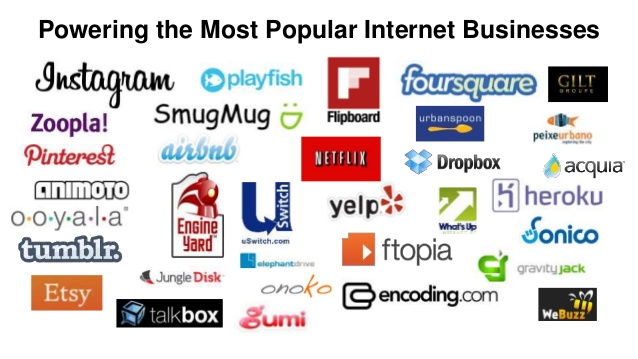 Powering the Most Popular Internet Businesses
Instagram
playfish
Flipboard
foursquare
GILT
GROUPE
Zoopla!
SmugMug
urbanspoon
peixeurbano
Pinterest
airbnb
NETFLIX
Dropbox
acquia
ANIMOTO
Engine
Yard
uSwitch
uSwitch.com
yelp
What's Up
heroku
ooyala
Sonico
tumblr.
ftopia
elephantdrive
gravityjack
Jungle Disk
Etsy
onoko
encoding.com
talkbox
gumi
WeBuzz